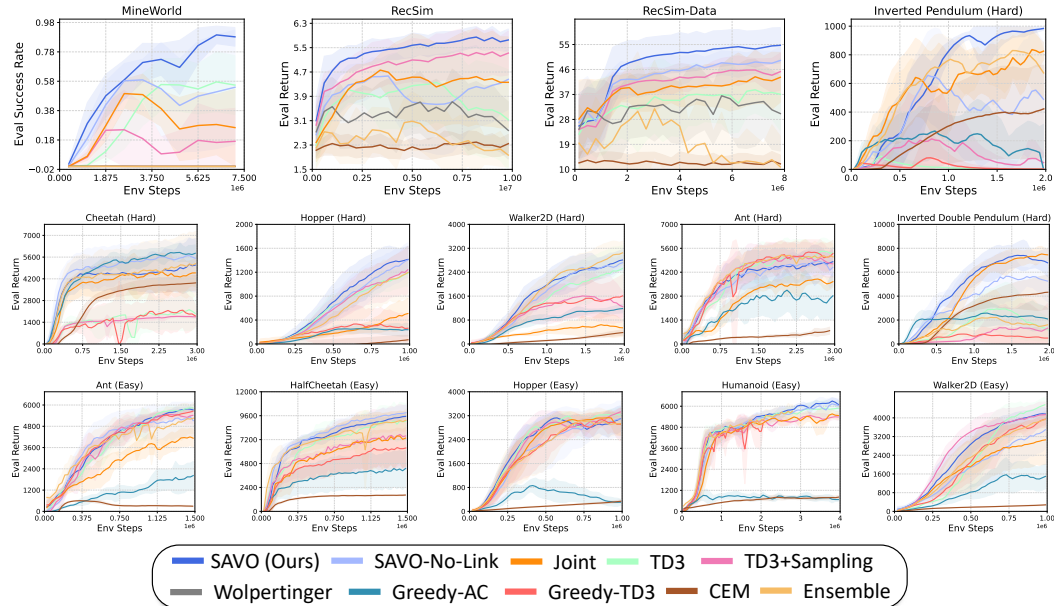 MineWorld
RecSim
RecSim-Data
Inverted Pendulum (Hard)
Eval Success Rate
0.98
0.78
0.58
0.38
0.18
−0.02
0.000 1.875 3.750 5.625 7.500
Env Steps
1e6
Eval Return
6.3
5.5
4.7
3.9
3.1
2.3
1.5
0.0 0.2 0.4 0.6 0.8 1.0
Env Steps
1e7
Eval Return
55
46
37
28
19
10
0 2 4 6 8
Env Steps
1e6
Eval Return
1000
800
600
400
200
0
0.0 0.5 1.0 1.5 2.0
Env Steps
1e6
Cheetah (Hard)
Hopper (Hard)
Walker2D (Hard)
Ant (Hard)
Inverted Double Pendulum (Hard)
Eval Return
7000
5600
4200
2800
1400
0
0.00 0.75 1.50 2.25 3.00
Env Steps
1e6
Eval Return
2000
1600
1200
800
400
0
0.00 0.25 0.50 0.75 1.00
Env Steps
1e6
Eval Return
4000
3200
2400
1600
800
0
0.0 0.5 1.0 1.5 2.0
Env Steps
1e6
Eval Return
7000
5600
4200
2800
1400
0
0.00 0.75 1.50 2.25 3.00
Env Steps
1e6
Eval Return
10000
8000
6000
4000
2000
0
0.0 0.5 1.0 1.5 2.0
Env Steps
1e6
Ant (Easy)
HalfCheetah (Easy)
Hopper (Easy)
Humanoid (Easy)
Walker2D (Easy)
Eval Return
6000
4800
3600
2400
1200
0
0.000 0.375 0.750 1.125 1.500
Env Steps
1e6
Eval Return
12000
9600
7200
4800
2400
0
0.000 0.375 0.750 1.125 1.500
Env Steps
1e6
Eval Return
4000
3200
2400
1600
800
0
0.00 0.25 0.50 0.75 1.00
Env Steps
1e6
Eval Return
6000
4800
3600
2400
1200
0
0 1 2 3 4
Env Steps
1e6
Eval Return
4000
3200
2400
1600
800
0
0.00 0.25 0.50 0.75 1.00
Env Steps
1e6
SAVO (Ours) SAVO-No-Link Joint TD3 TD3+Sampling
Wolpertinger Greedy-AC Greedy-TD3 CEM Ensemble